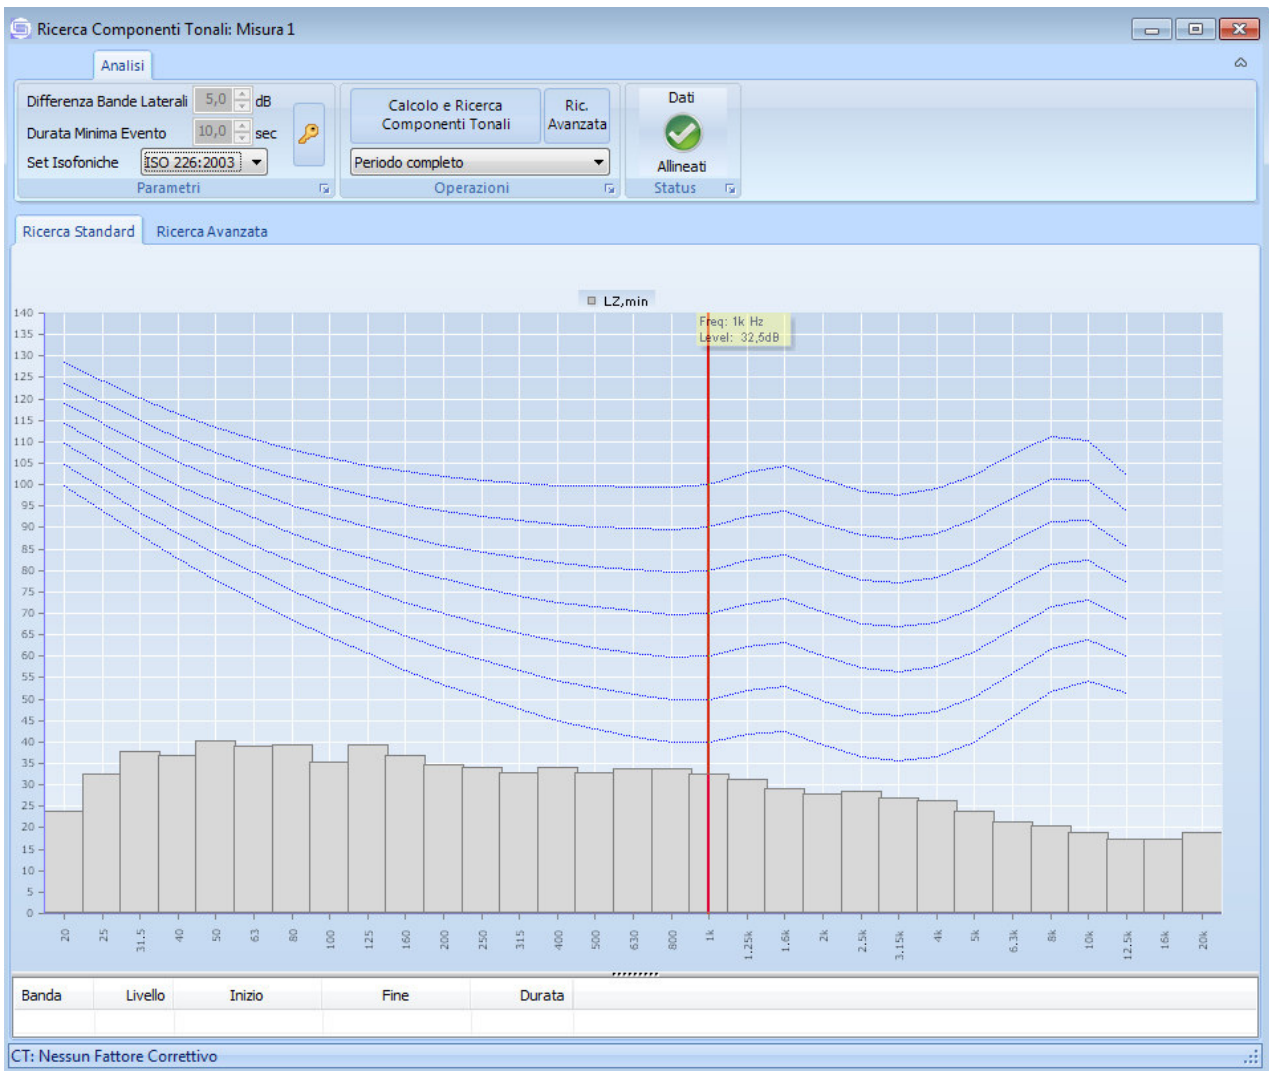 Ricerca Componenti Tonali: Misura 1
Analisi
Differenza Bande Laterali 5,0 dB
Durata Minima Evento 10,0 sec
Set Isofoniche ISO 226:2003
Parametri
Calcolo e Ricerca Componenti Tonali
Ric. Avanzata
Periodo completo
Operazioni
Dati
Allineati
Status
Ricerca Standard Ricerca Avanzata
LZ,min
Freq: 1k Hz
Level: 32,5dB
140
135
130
125
120
115
110
105
100
95
90
85
80
75
70
65
60
55
50
45
40
35
30
25
20
15
10
5
0
20 25 31.5 40 50 63 80 100 125 160 200 250 315 400 500 630 800 1k 1.25k 1.6k 2k 2.5k 3.15k 4k 5k 6.3k 8k 10k 12.5k 16k 20k
Banda Livello Inizio Fine Durata
CT: Nessun Fattore Correttivo